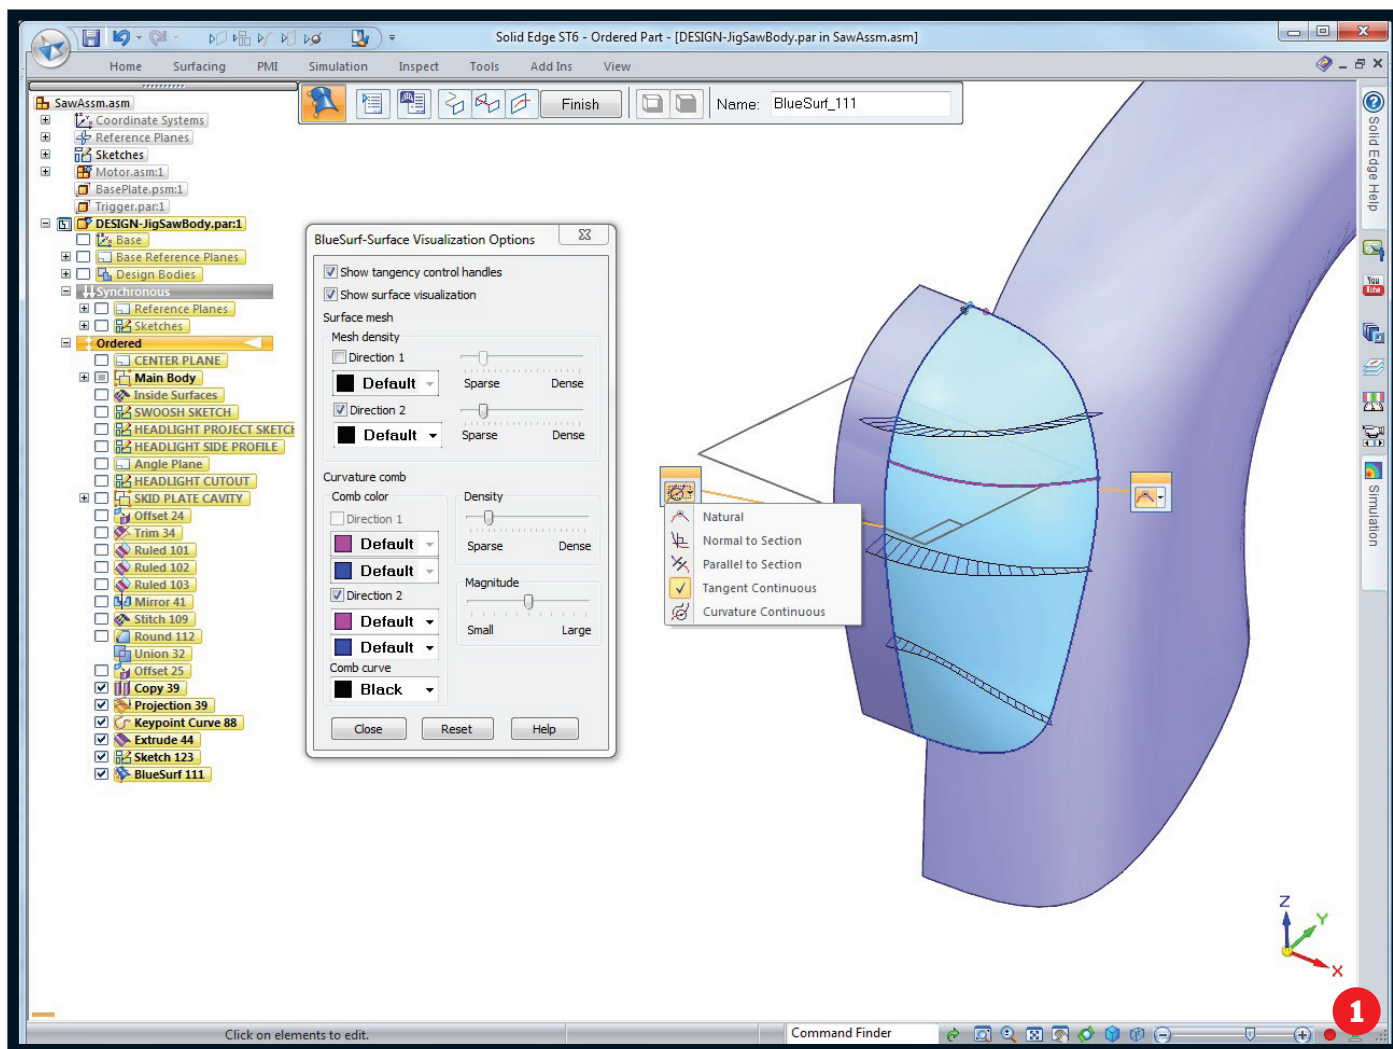 Solid Edge ST6 - Ordered Part - [DESIGN-JigSawBody.par in SawAssm.asm]
Home Surfacing PMI Simulation Inspect Tools Add Ins View
Finish Name: BlueSurf_111
SawAssm.asm
Coordinate Systems
Reference Planes
Sketches
Motor.asm:1
BasePlate.psm:1
Trigger.par:1
DESIGN-JigSawBody.par:1
Base
Base Reference Planes
Design Bodies
Synchronous
Reference Planes
Sketches
Ordered
CENTER PLANE
Main Body
Inside Surfaces
SWOOSH SKETCH
HEADLIGHT PROJECT SKETCH
HEADLIGHT SIDE PROFILE
Angle Plane
HEADLIGHT CUTOUT
SKID PLATE CAVITY
Offset 24
Trim 34
Ruled 101
Ruled 102
Ruled 103
Mirror 41
Stitch 109
Round 112
Union 32
Offset 25
Copy 39
Projection 39
Keypoint Curve 88
Extrude 44
Sketch 123
BlueSurf 111
BlueSurf-Surface Visualization Options
Show tangency control handles
Show surface visualization
Surface mesh
Mesh density
Direction 1
Default Sparse Dense
Direction 2
Default Sparse Dense
Curvature comb
Comb color Density
Direction 1
Default Sparse Dense
Default
Magnitude
Direction 2
Default Small Large
Default
Comb curve
Black
Close Reset Help
Natural
Normal to Section
Parallel to Section
Tangent Continuous
Curvature Continuous
Solid Edge Help
You Tube
Simulation
Z
Y
X
1
Click on elements to edit. Command Finder